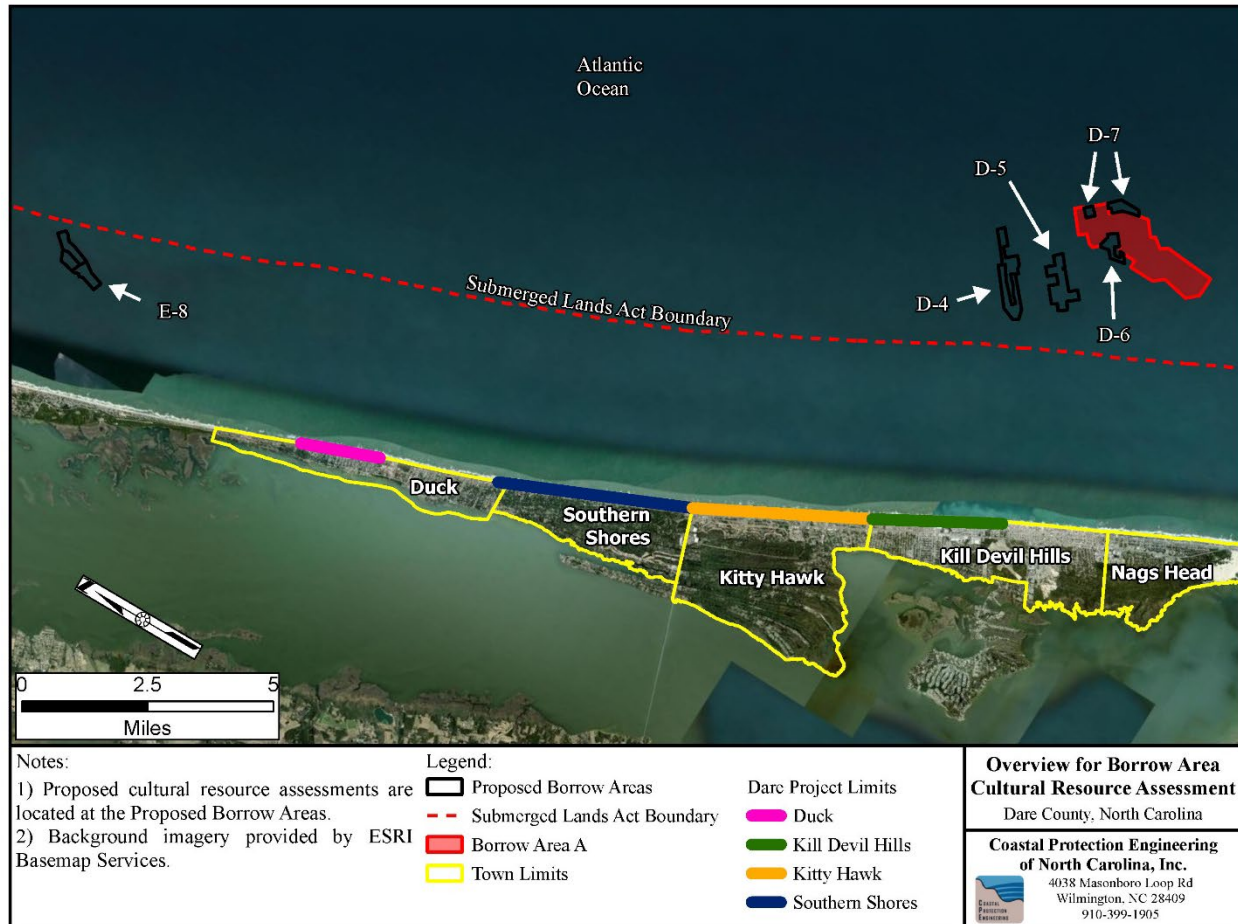 Atlantic
Ocean
D-7
D-5
D-4
D-6
E-8
Submerged Lands Act Boundary
Duck
Southern
Shores
Kitty Hawk
Kill Devil Hills
Nags Head
0 2.5 5
Miles
Notes:
1) Proposed cultural resource assessments are
located at the Proposed Borrow Areas.
2) Background imagery provided by ESRI
Basemap Services.
Legend:
Proposed Borrow Areas
Submerged Lands Act Boundary
Borrow Area A
Town Limits
Dare Project Limits
Duck
Kill Devil Hills
Kitty Hawk
Southern Shores
Overview for Borrow Area
Cultural Resource Assessment
Dare County, North Carolina
Coastal Protection Engineering
of North Carolina, Inc.
4038 Masonboro Loop Rd
Wilmington, NC 28409
910-399-1905
COASTAL
PROTECTION
ENGINEERING